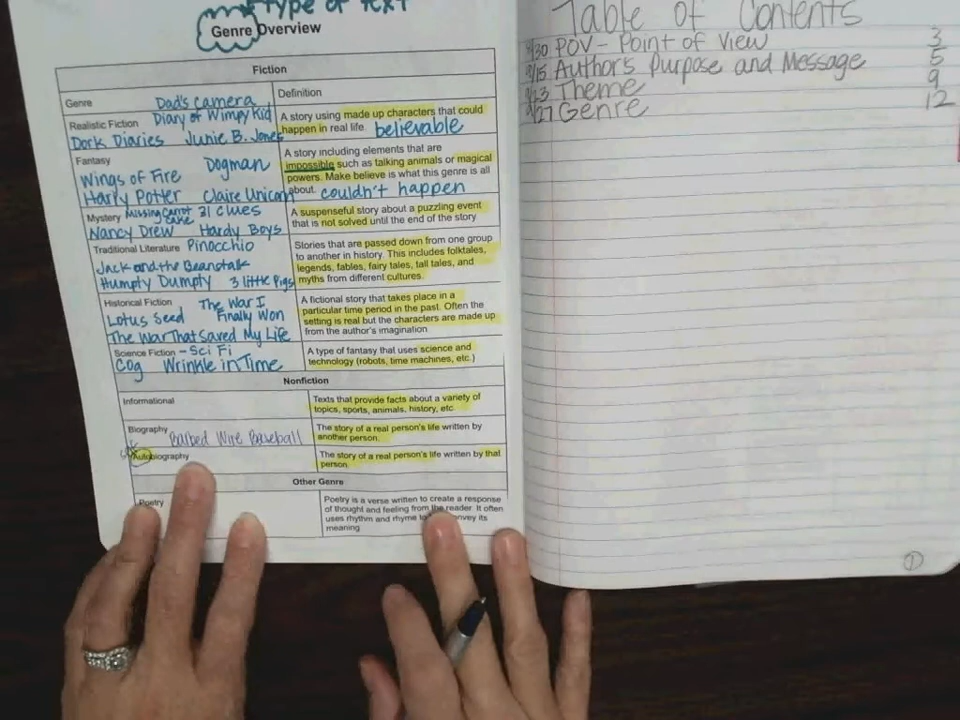 type of text
Genre Overview
Fiction
Genre
Definition
Dad's camera
Realistic Fiction Diary of Wimpy Kid
Dork Diaries Junie B. Jones
A story using made up characters that could
happen in real life believable
Fantasy Dogman
Wings of Fire
Harry Potter Claire Unicorn
A story including elements that are
impossible such as talking animals or magical
powers. Make believe is what this genre is all
about. couldn't happen
Mystery Missing Carrot Cake 31 Clues
Nancy Drew Hardy Boys
A suspenseful story about a puzzling event
that is not solved until the end of the story
Traditional Literature Pinocchio
Jack and the Beanstalk
Humpty Dumpty 3 little Pigs
Stories that are passed down from one group
to another in history. This includes folktales,
legends, fables, fairy tales, tall tales, and
myths from different cultures.
Historical Fiction The War I
Lotus Seed Finally Won
The War That Saved My Life
A fictional story that takes place in a
particular time period in the past. Often the
setting is real but the characters are made up
from the author's imagination
Science Fiction - Sci Fi
Cog Wrinkle in Time
A type of fantasy that uses science and
technology (robots, time machines, etc.)
Nonfiction
Informational
Texts that provide facts about a variety of
topics, sports, animals, history, etc
Biography Barbed Wire Baseball
The story of a real person's life written by
another person.
Autobiography
The story of a real person's life written by that
person.
Other Genre
Poetry
Poetry is a verse written to create a response
of thought and feeling from the reader. It often
uses rhythm and rhyme to convey its
meaning
Table of Contents
8/30 POV - Point of View 3
9/15 Author's Purpose and Message 5
9/23 Theme 9
9/27 Genre 12
1